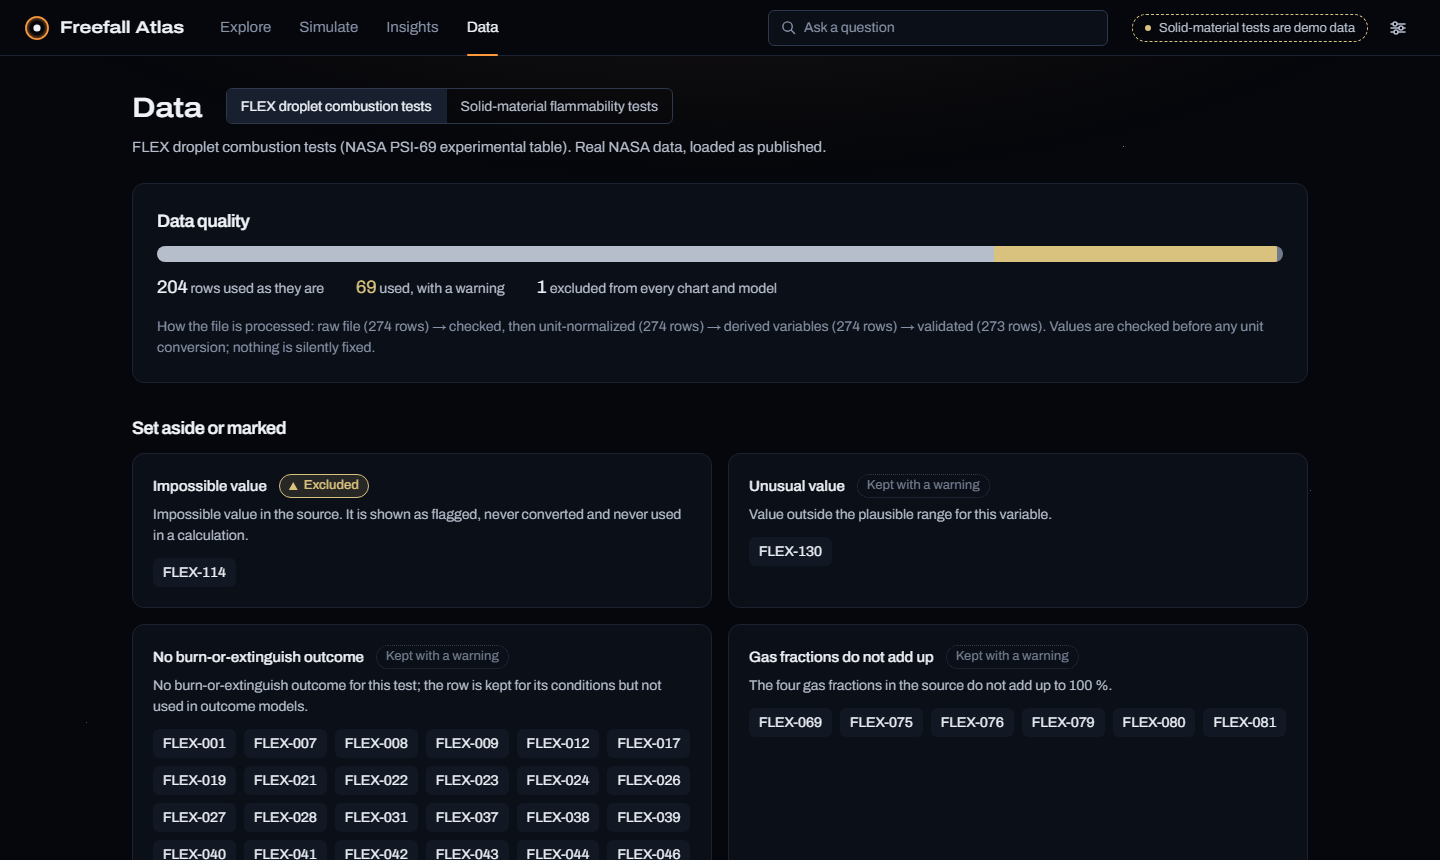 Freefall Atlas
Explore
Simulate
Insights
Data
Ask a question
Solid-material tests are demo data
Data
FLEX droplet combustion tests
Solid-material flammability tests
FLEX droplet combustion tests (NASA PSI-69 experimental table). Real NASA data, loaded as published.
Data quality
204 rows used as they are
69 used, with a warning
1 excluded from every chart and model
How the file is processed: raw file (274 rows) → checked, then unit-normalized (274 rows) → derived variables (274 rows) → validated (273 rows). Values are checked before any unit
conversion; nothing is silently fixed.
Set aside or marked
Impossible value
Excluded
Impossible value in the source. It is shown as flagged, never converted and never used
in a calculation.
FLEX-114
Unusual value
Kept with a warning
Value outside the plausible range for this variable.
FLEX-130
No burn-or-extinguish outcome
Kept with a warning
No burn-or-extinguish outcome for this test; the row is kept for its conditions but not
used in outcome models.
FLEX-001 FLEX-007 FLEX-008 FLEX-009 FLEX-012 FLEX-017
FLEX-019 FLEX-021 FLEX-022 FLEX-023 FLEX-024 FLEX-026
FLEX-027 FLEX-028 FLEX-031 FLEX-037 FLEX-038 FLEX-039
FLEX-040 FLEX-041 FLEX-042 FLEX-043 FLEX-044 FLEX-046
Gas fractions do not add up
Kept with a warning
The four gas fractions in the source do not add up to 100 %.
FLEX-069 FLEX-075 FLEX-076 FLEX-079 FLEX-080 FLEX-081